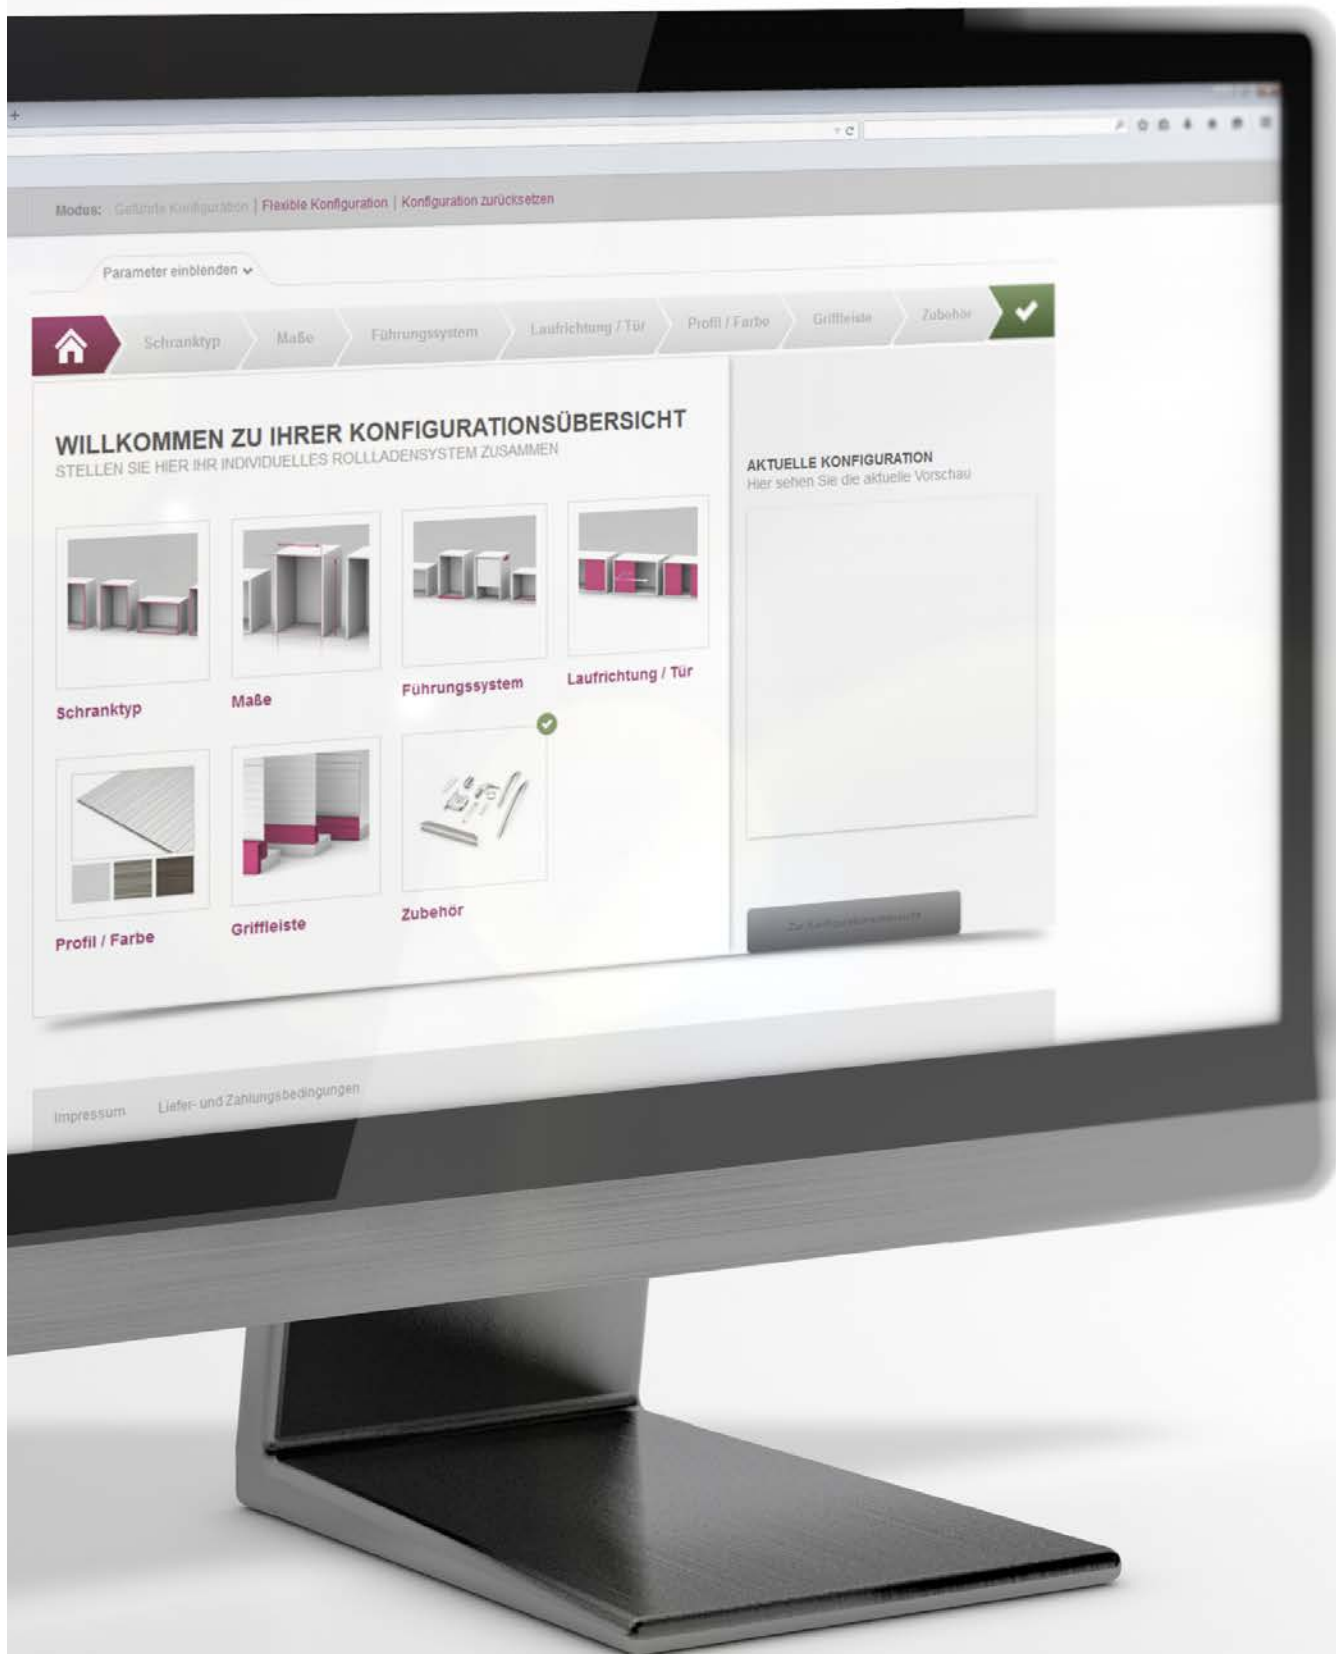 Modus: Geführte Konfiguration | Flexible Konfiguration | Konfiguration zurücksetzen
Parameter einblenden
Schranktyp Maße Führungssystem Laufrichtung / Tür Profil / Farbe Griffleiste Zubehör
WILLKOMMEN ZU IHRER KONFIGURATIONSÜBERSICHT
STELLEN SIE HIER IHR INDIVIDUELLES ROLLLADENSYSTEM ZUSAMMEN
Schranktyp
Maße
Führungssystem
Laufrichtung / Tür
Profil / Farbe
Griffleiste
Zubehör
AKTUELLE KONFIGURATION
Hier sehen Sie die aktuelle Vorschau
Impressum Liefer- und Zahlungsbedingungen